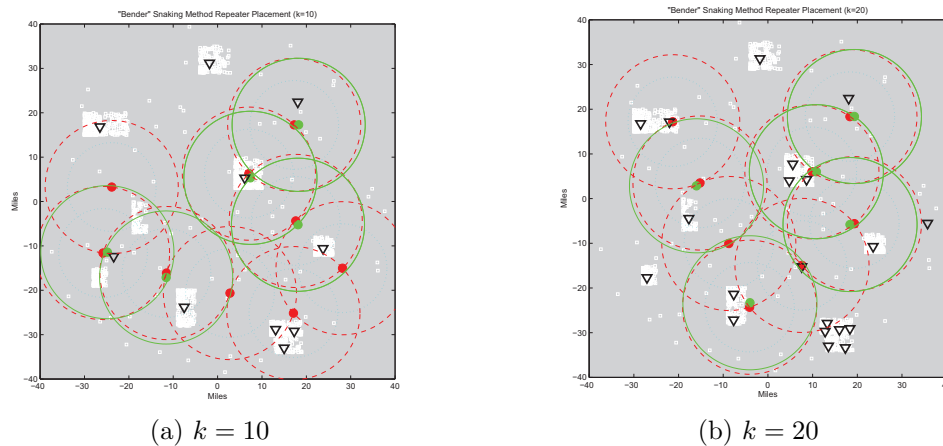 "Bender" Snaking Method Repeater Placement (k=10)
40
30
20
10
0
−10
−20
−30
−40
Miles
−40 −30 −20 −10 0 10 20 30 40
Miles
(a) k = 10
"Bender" Snaking Method Repeater Placement (k=20)
40
30
20
10
0
−10
−20
−30
−40
Miles
−40 −30 −20 −10 0 10 20 30 40
Miles
(b) k = 20